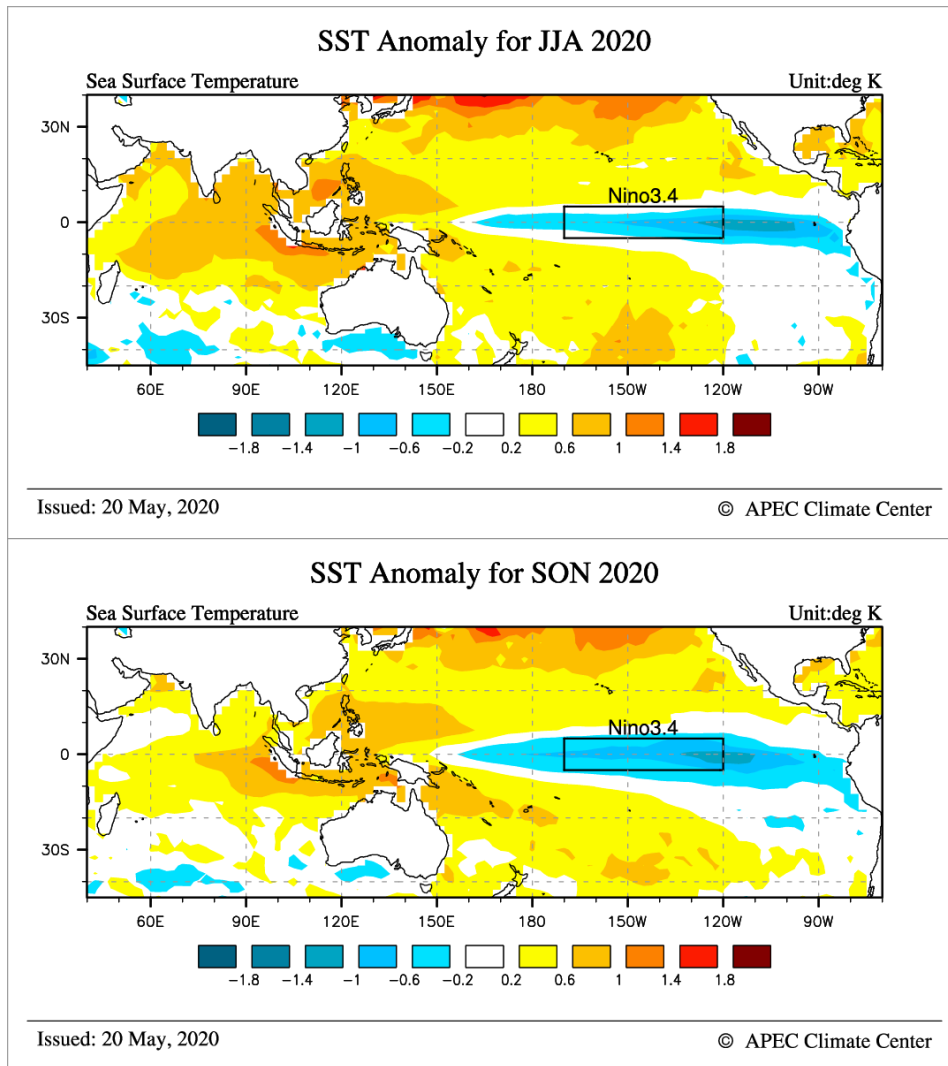 SST Anomaly for JJA 2020
Sea Surface Temperature Unit:deg K
30N
Nino3.4
0
30S
60E 90E 120E 150E 180 150W 120W 90W
−1.8 −1.4 −1 −0.6 −0.2 0.2 0.6 1 1.4 1.8
Issued: 20 May, 2020 © APEC Climate Center
SST Anomaly for SON 2020
Sea Surface Temperature Unit:deg K
30N
Nino3.4
0
30S
60E 90E 120E 150E 180 150W 120W 90W
−1.8 −1.4 −1 −0.6 −0.2 0.2 0.6 1 1.4 1.8
Issued: 20 May, 2020 © APEC Climate Center